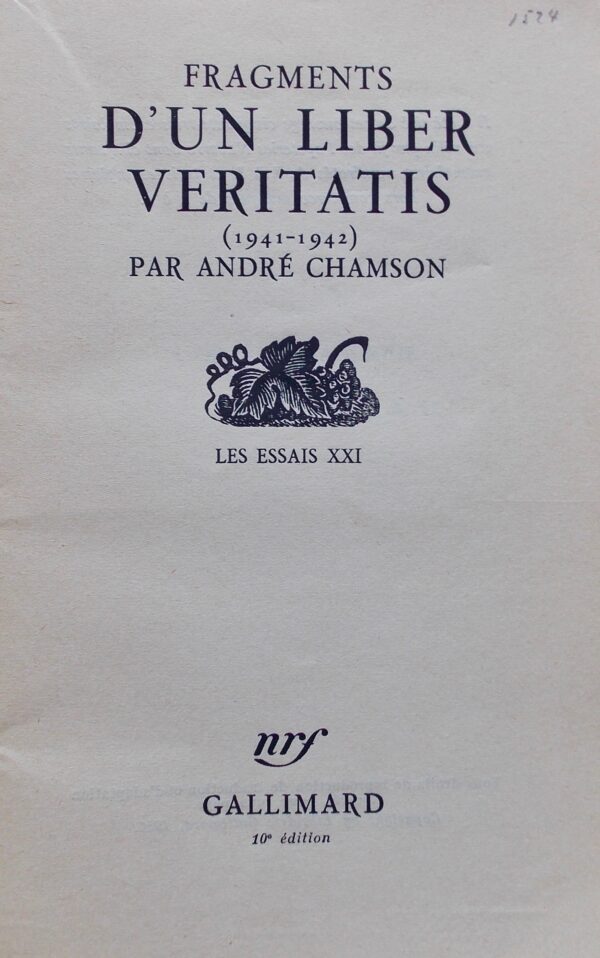 1524
FRAGMENTS
D'UN LIBER
VERITATIS
(1941-1942)
PAR ANDRÉ CHAMSON
LES ESSAIS XXI
nrf
GALLIMARD
10e édition